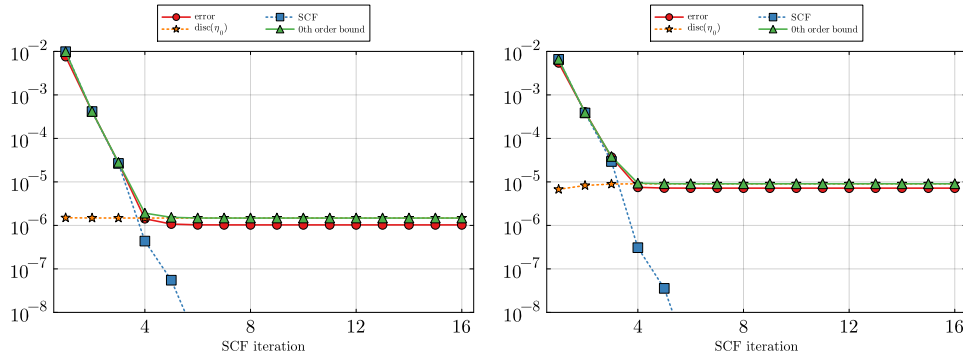 error SCF
disc(η₀) 0th order bound
10⁻²
10⁻³
10⁻⁴
10⁻⁵
10⁻⁶
10⁻⁷
10⁻⁸
4 8 12 16
SCF iteration
error SCF
disc(η₀) 0th order bound
10⁻²
10⁻³
10⁻⁴
10⁻⁵
10⁻⁶
10⁻⁷
10⁻⁸
4 8 12 16
SCF iteration